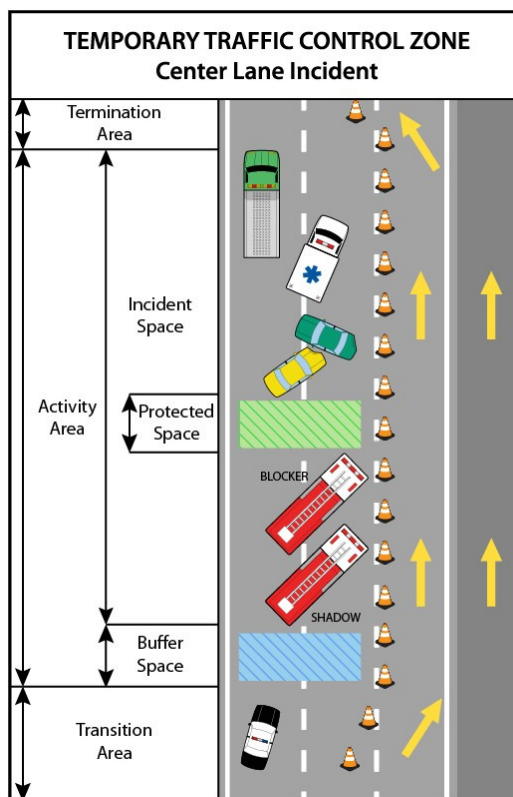 TEMPORARY TRAFFIC CONTROL ZONE
Center Lane Incident
Termination
Area
Incident
Space
Activity
Area
Protected
Space
BLOCKER
SHADOW
Buffer
Space
Transition
Area